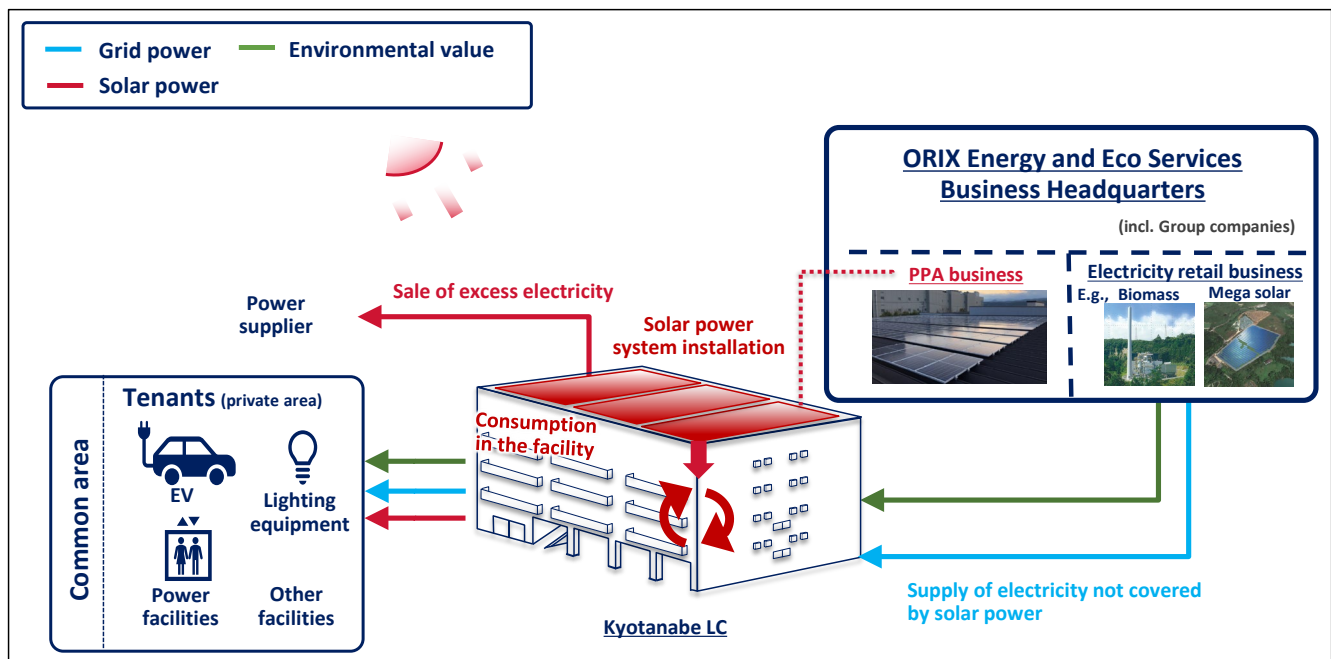 Grid power
Environmental value
Solar power
ORIX Energy and Eco Services
Business Headquarters
(incl. Group companies)
PPA business
Electricity retail business
E.g., Biomass
Mega solar
Sale of excess electricity
Power
supplier
Solar power
system installation
Consumption
in the facility
Common area
Tenants (private area)
EV
Lighting
equipment
Power
facilities
Other
facilities
Kyotanabe LC
Supply of electricity not covered
by solar power